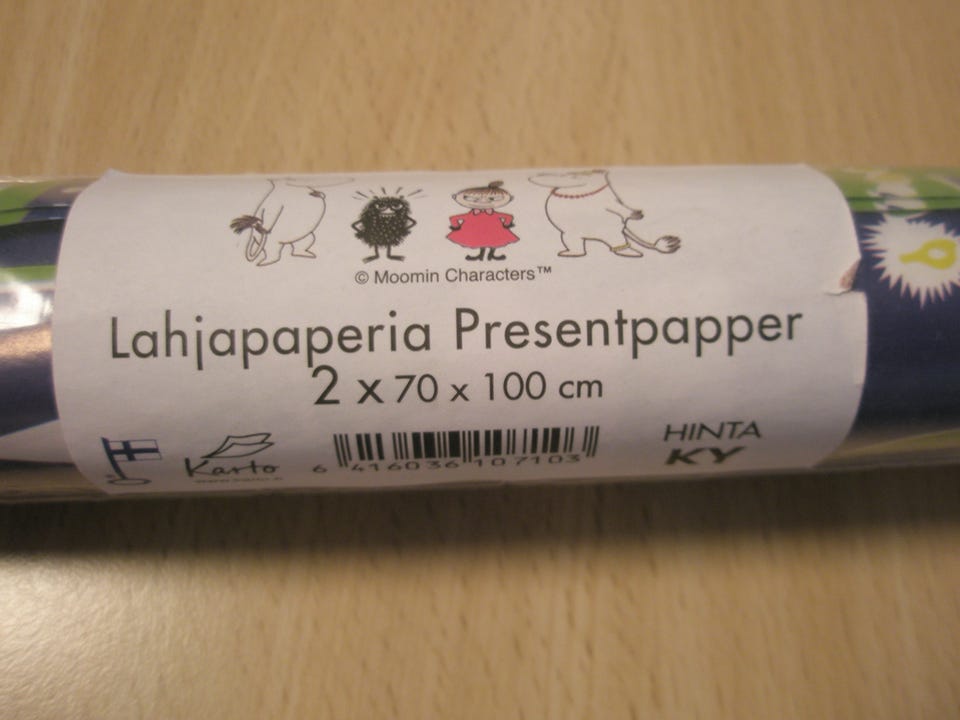 © Moomin Characters™
Lahjapaperia Presentpapper
2 x 70 x 100 cm
Karto
6 416036 107103
HINTA
KY